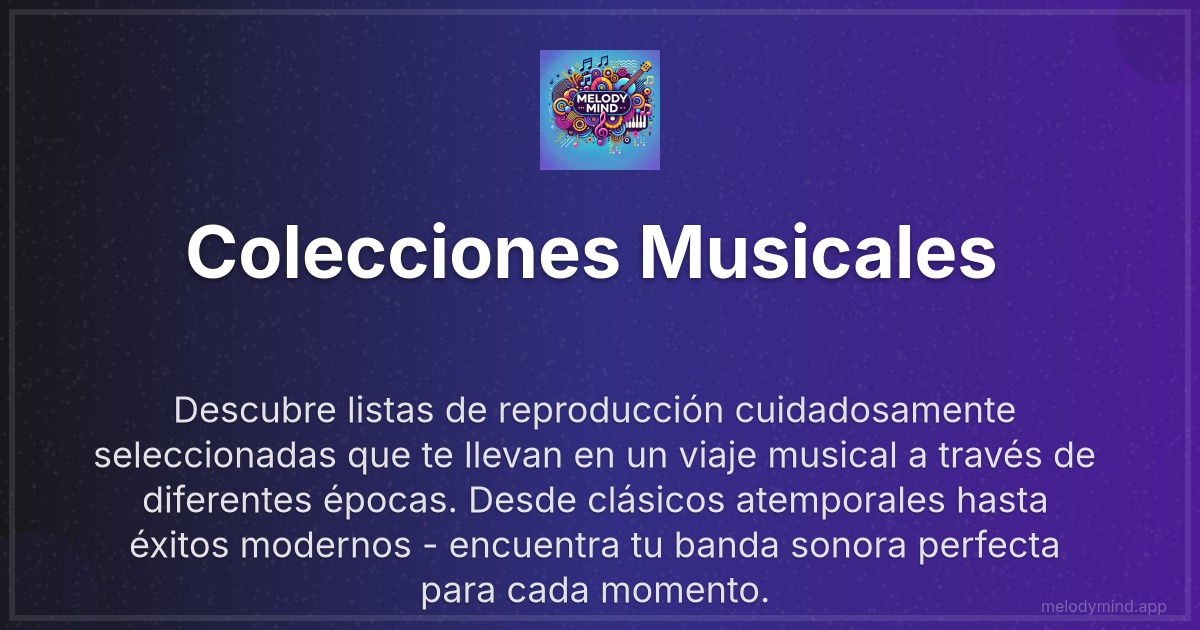 MELODY
MIND
Colecciones Musicales
Descubre listas de reproducción cuidadosamente
seleccionadas que te llevan en un viaje musical a través de
diferentes épocas. Desde clásicos atemporales hasta
éxitos modernos - encuentra tu banda sonora perfecta
para cada momento.
melodymind.app